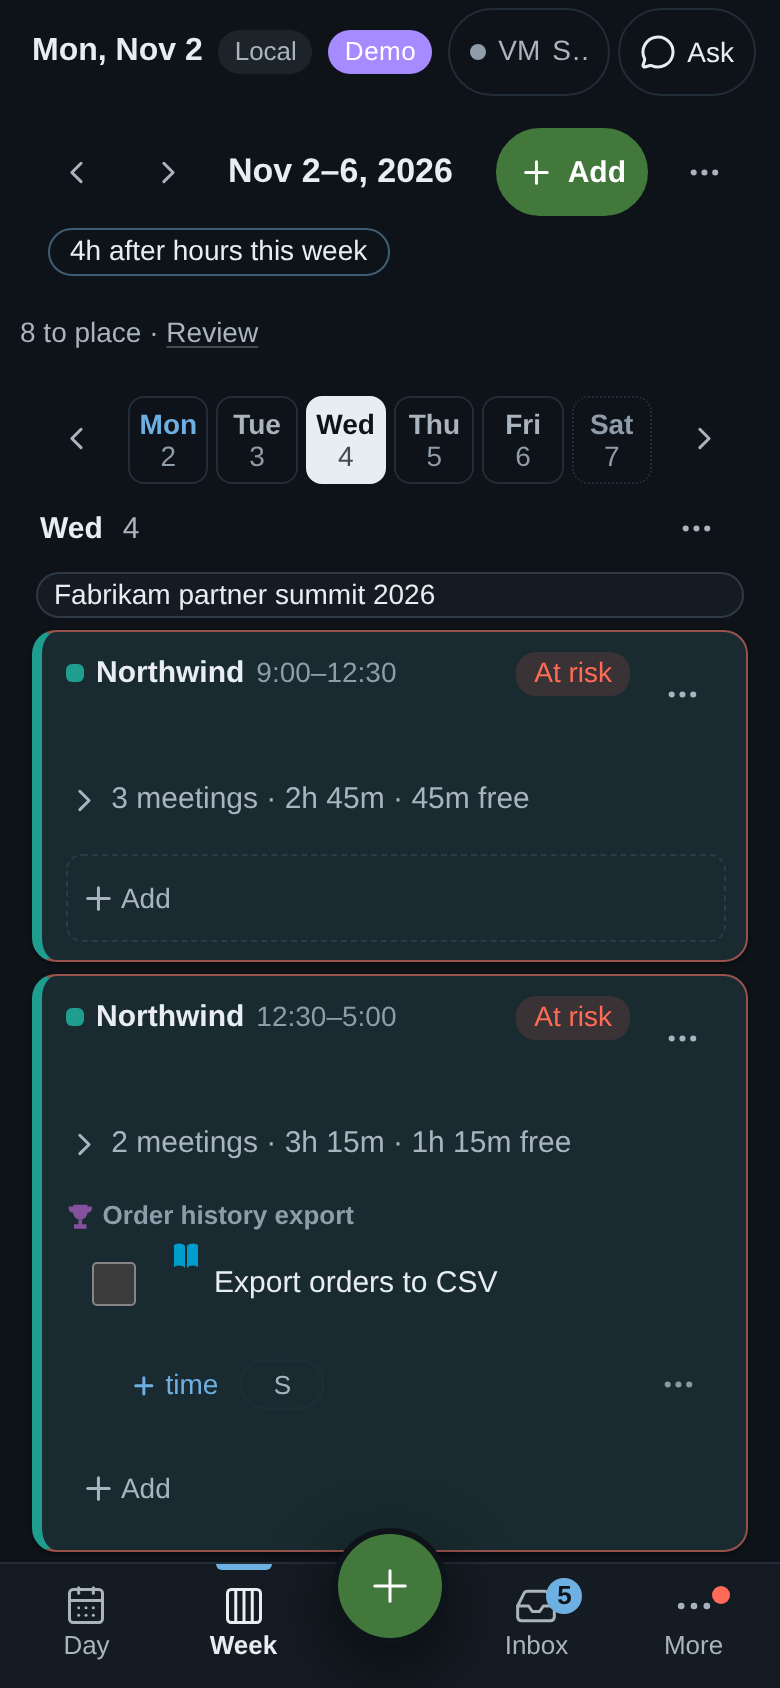 Mon, Nov 2 Local Demo VM S.. Ask
Nov 2–6, 2026 Add
4h after hours this week
8 to place · Review
Mon Tue Wed Thu Fri Sat
2 3 4 5 6 7
Wed 4
Fabrikam partner summit 2026
Northwind 9:00–12:30 At risk
3 meetings · 2h 45m · 45m free
Add
Northwind 12:30–5:00 At risk
2 meetings · 3h 15m · 1h 15m free
Order history export
Export orders to CSV
+ time S
Add
5
Day Week Inbox More